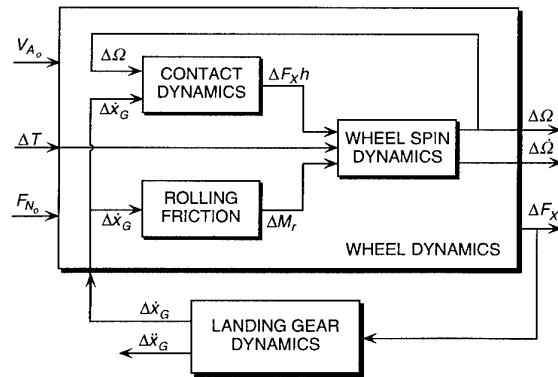 V_{A_o}
ΔΩ
CONTACT
DYNAMICS
ΔF_X h
Δẋ_G
ΔT
WHEEL SPIN
DYNAMICS
ΔΩ
ΔΩ̇
F_{N_o}
Δẋ_G
ROLLING
FRICTION
ΔM_r
ΔF_X
WHEEL DYNAMICS
Δẋ_G
Δẍ_G
LANDING GEAR
DYNAMICS